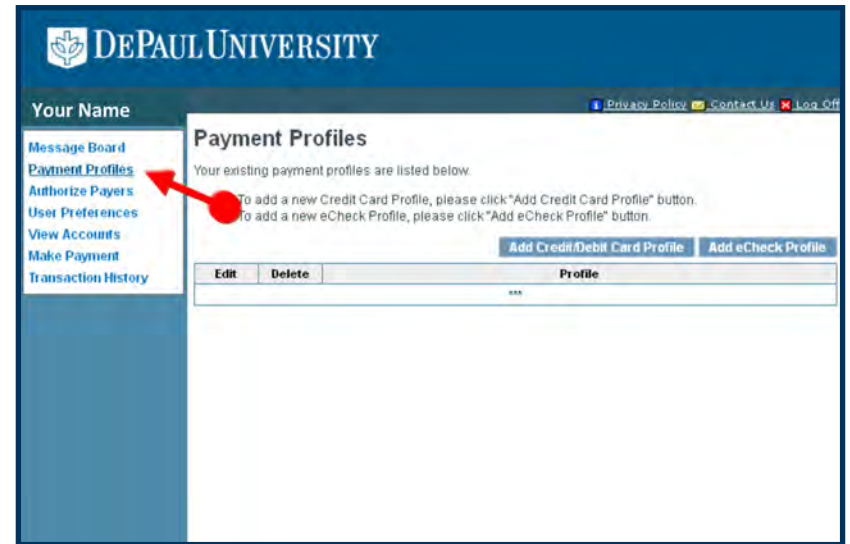 DEPAUL UNIVERSITY
Your Name
Privacy Policy Contact Us Log Off
Message Board
Payment Profiles
Authorize Payers
User Preferences
View Accounts
Make Payment
Transaction History
Payment Profiles
Your existing payment profiles are listed below.
To add a new Credit Card Profile, please click "Add Credit Card Profile" button.
To add a new eCheck Profile, please click "Add eCheck Profile" button.
Add Credit/Debit Card Profile Add eCheck Profile
Edit Delete Profile
***